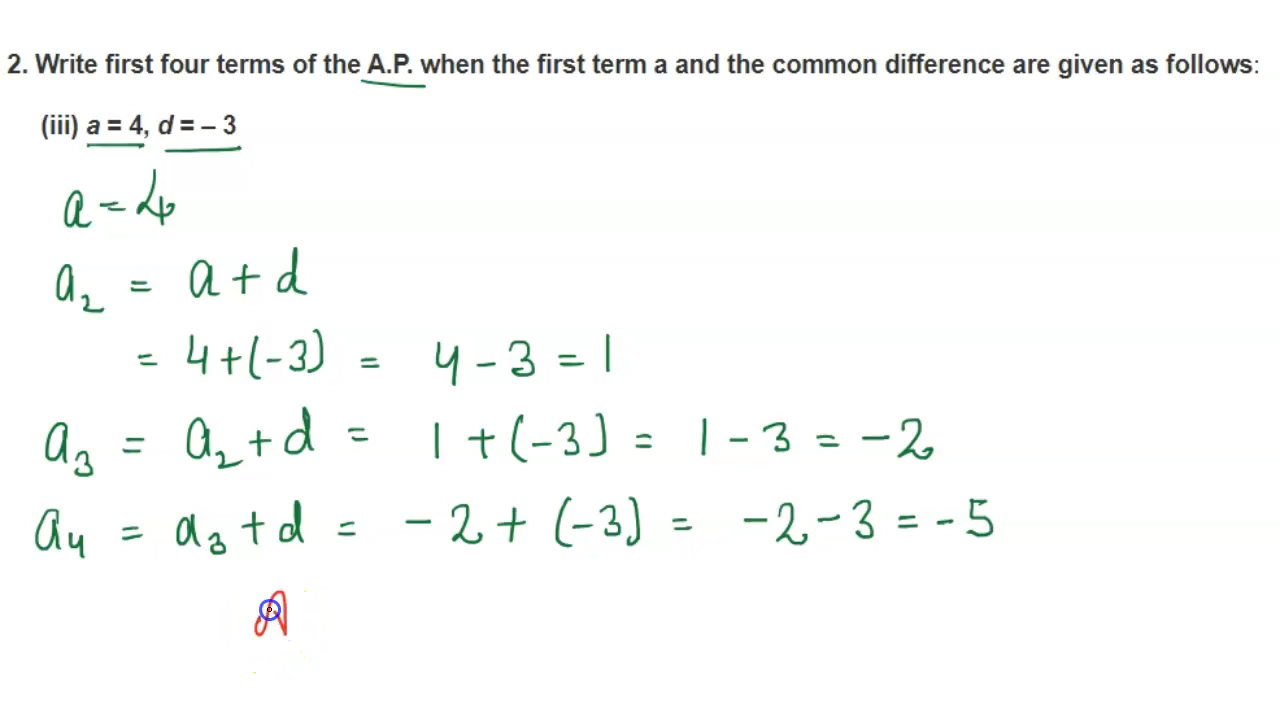 2. Write first four terms of the A.P. when the first term a and the common difference are given as follows:
(iii) a = 4, d = – 3
a = 4
a2 = a + d
= 4 + (-3) = 4 - 3 = 1
a3 = a2 + d = 1 + (-3) = 1 - 3 = -2
a4 = a3 + d = -2 + (-3) = -2 - 3 = -5
A